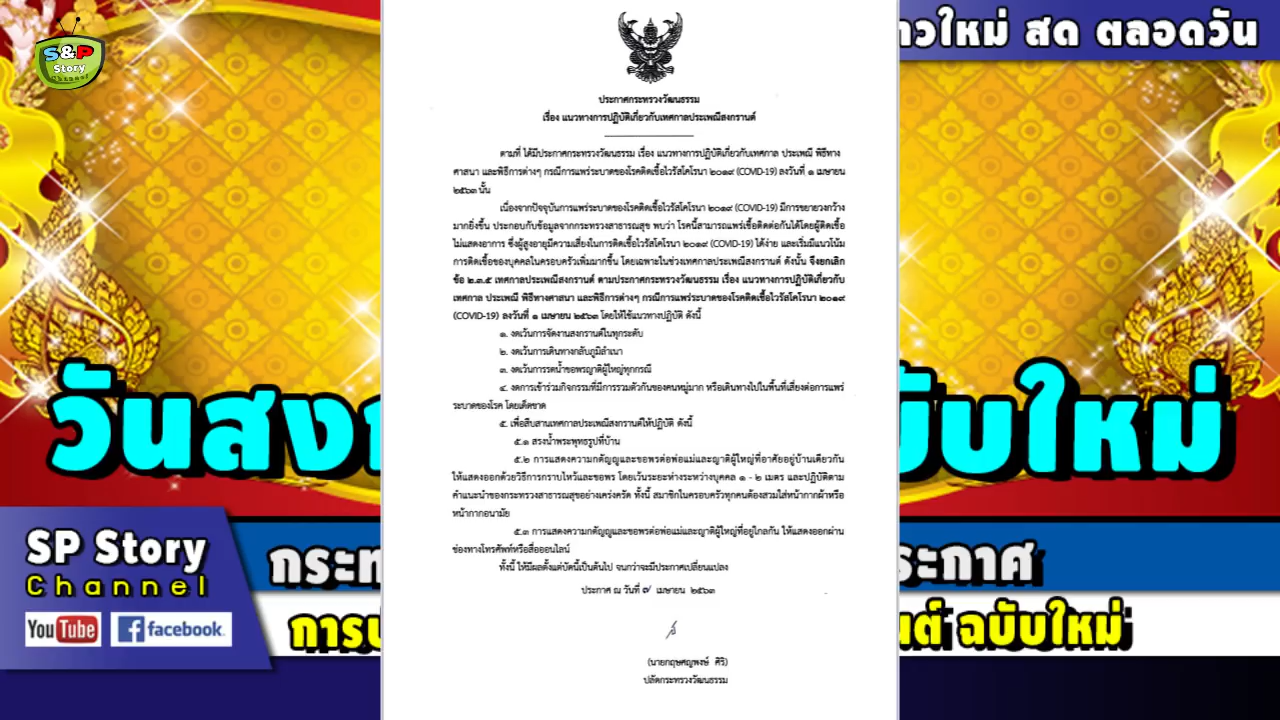 S&P
Story
Channel
าวใหม่ สด ตลอดวัน
ประกาศกระทรวงวัฒนธรรม
เรื่อง แนวทางการปฏิบัติเกี่ยวกับเทศกาลประเพณีสงกรานต์
ตามที่ ได้มีประกาศกระทรวงวัฒนธรรม เรื่อง แนวทางการปฏิบัติเกี่ยวกับเทศกาล ประเพณี พิธีทาง
ศาสนา และพิธีการต่างๆ กรณีการแพร่ระบาดของโรคติดเชื้อไวรัสโคโรนา ๒๐๑๙ (COVID-19) ลงวันที่ ๑ เมษายน
๒๕๖๓ นั้น
เนื่องจากปัจจุบันการแพร่ระบาดของโรคติดเชื้อไวรัสโคโรนา ๒๐๑๙ (COVID-19) มีการขยายวงกว้าง
มากยิ่งขึ้น ประกอบกับข้อมูลจากกระทรวงสาธารณสุข พบว่า โรคนี้สามารถแพร่เชื้อติดต่อกันได้โดยผู้ติดเชื้อ
ไม่แสดงอาการ ซึ่งผู้สูงอายุมีความเสี่ยงในการติดเชื้อไวรัสโคโรนา ๒๐๑๙ (COVID-19) ได้ง่าย และเริ่มมีแนวโน้ม
การติดเชื้อของบุคคลในครอบครัวเพิ่มมากขึ้น โดยเฉพาะในช่วงเทศกาลประเพณีสงกรานต์ ดังนั้น จึงยกเลิก
ข้อ ๒.๓.๕ เทศกาลประเพณีสงกรานต์ ตามประกาศกระทรวงวัฒนธรรม เรื่อง แนวทางการปฏิบัติเกี่ยวกับ
เทศกาล ประเพณี พิธีทางศาสนา และพิธีการต่างๆ กรณีการแพร่ระบาดของโรคติดเชื้อไวรัสโคโรนา ๒๐๑๙
(COVID-19) ลงวันที่ ๑ เมษายน ๒๕๖๓ โดยให้ใช้แนวทางปฏิบัติ ดังนี้
๑. งดเว้นการจัดงานสงกรานต์ในทุกระดับ
๒. งดเว้นการเดินทางกลับภูมิลำเนา
๓. งดเว้นการรดน้ำขอพรญาติผู้ใหญ่ทุกกรณี
๔. งดการเข้าร่วมกิจกรรมที่มีการรวมตัวกันของคนหมู่มาก หรือเดินทางไปในพื้นที่เสี่ยงต่อการแพร่
ระบาดของโรค โดยเด็ดขาด
๕. เพื่อสืบสานเทศกาลประเพณีสงกรานต์ให้ปฏิบัติ ดังนี้
๕.๑ สรงน้ำพระพุทธรูปที่บ้าน
๕.๒ การแสดงความกตัญญูและขอพรต่อพ่อแม่และญาติผู้ใหญ่ที่อาศัยอยู่บ้านเดียวกัน
ให้แสดงออกด้วยวิธีการกราบไหว้และขอพร โดยเว้นระยะห่างระหว่างบุคคล ๑ - ๒ เมตร และปฏิบัติตาม
คำแนะนำของกระทรวงสาธารณสุขอย่างเคร่งครัด ทั้งนี้ สมาชิกในครอบครัวทุกคนต้องสวมใส่หน้ากากผ้าหรือ
หน้ากากอนามัย
๕.๓ การแสดงความกตัญญูและขอพรต่อพ่อแม่และญาติผู้ใหญ่ที่อยู่ไกลกัน ให้แสดงออกผ่าน
ช่องทางโทรศัพท์หรือสื่อออนไลน์
ทั้งนี้ ให้มีผลตั้งแต่บัดนี้เป็นต้นไป จนกว่าจะมีประกาศเปลี่ยนแปลง
ประกาศ ณ วันที่ ๗ เมษายน ๒๕๖๓
(นายกฤษศญพงษ์ ศิริ)
ปลัดกระทรวงวัฒนธรรม
วันสงก
บับใหม่
SP Story
Channel
YouTube facebook
กระท
ระกาศ
การป
นต์ ฉบับใหม่